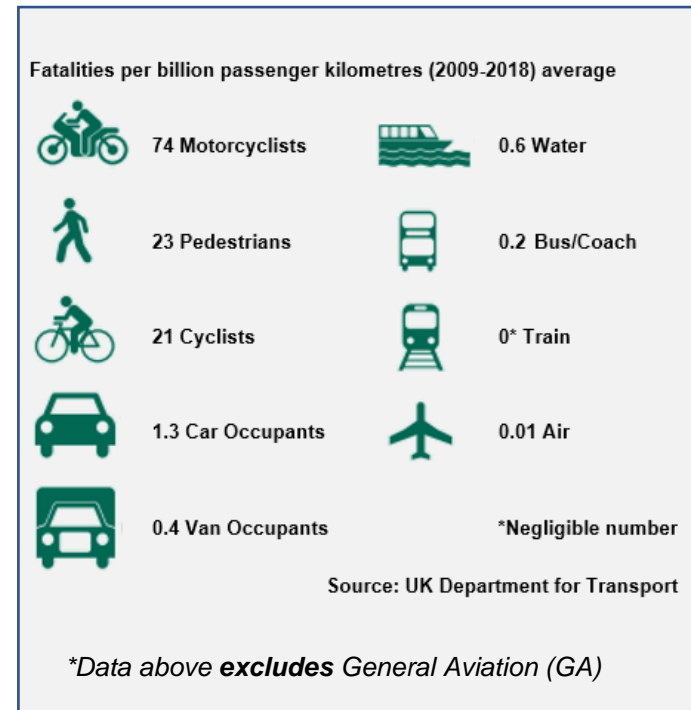 Fatalities per billion passenger kilometres (2009-2018) average
74 Motorcyclists
0.6 Water
23 Pedestrians
0.2 Bus/Coach
21 Cyclists
0* Train
1.3 Car Occupants
0.01 Air
0.4 Van Occupants
*Negligible number
Source: UK Department for Transport
*Data above excludes General Aviation (GA)